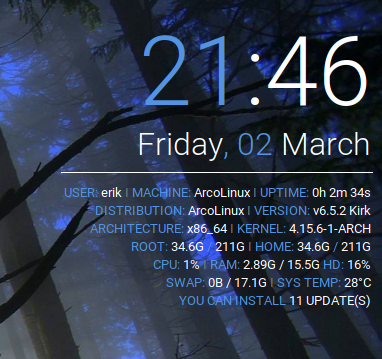 21:46
Friday, 02 March
USER: erik | MACHINE: ArcoLinux | UPTIME: 0h 2m 34s
DISTRIBUTION: ArcoLinux | VERSION: v6.5.2 Kirk
ARCHITECTURE: x86_64 | KERNEL: 4.15.6-1-ARCH
ROOT: 34.6G / 211G | HOME: 34.6G / 211G
CPU: 1% | RAM: 2.89G / 15.5G HD: 16%
SWAP: 0B / 17.1G | SYS TEMP: 28°C
YOU CAN INSTALL 11 UPDATE(S)